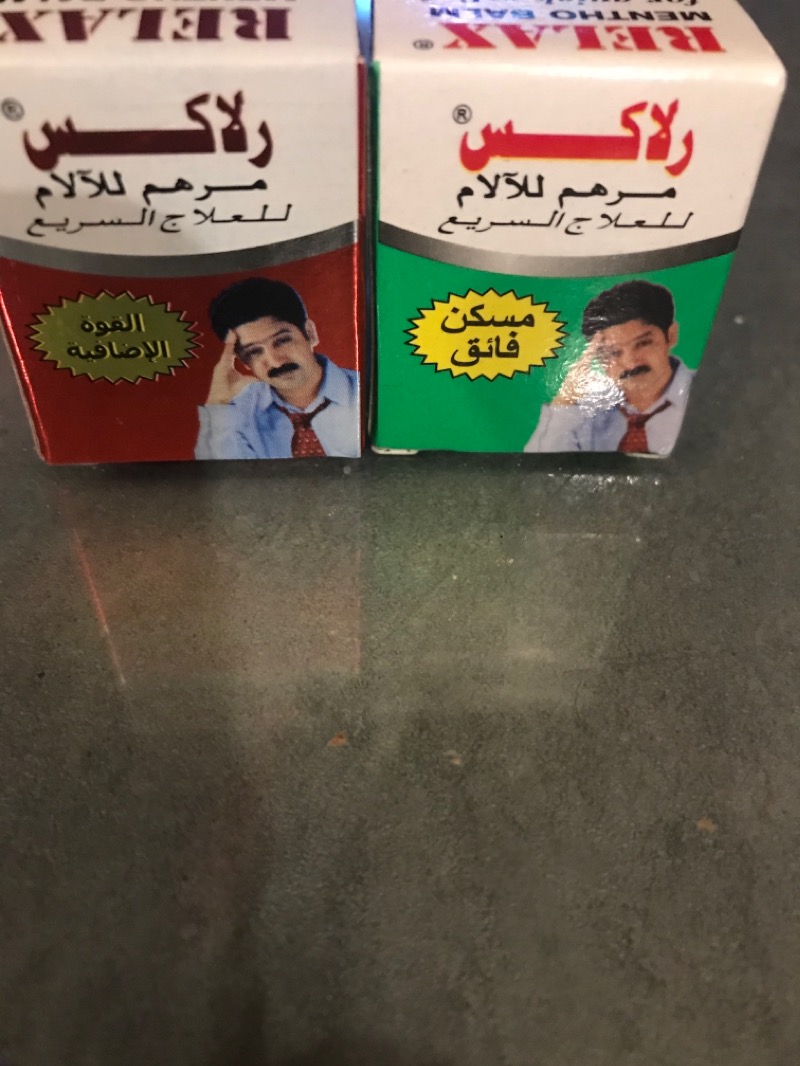 RELAX
رلاكس ®
مرهم للآلام
للعلاج السريع
القوة
الإضافية
MENTHO BALM
RELAX ®
رلاكس ®
مرهم للآلام
للعلاج السريع
مسكن
فائق